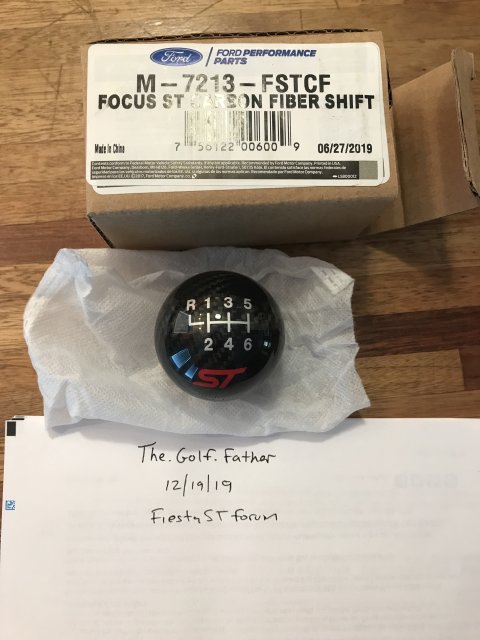 Ford
FORD PERFORMANCE
PARTS
M-7213-FSTCF
FOCUS ST CARBON FIBER SHIFT
Made in China
7 56122 00600 9
06/27/2019
R 1 3 5
2 4 6
ST
The.Golf.Father
12/19/19
Fiesta ST forum